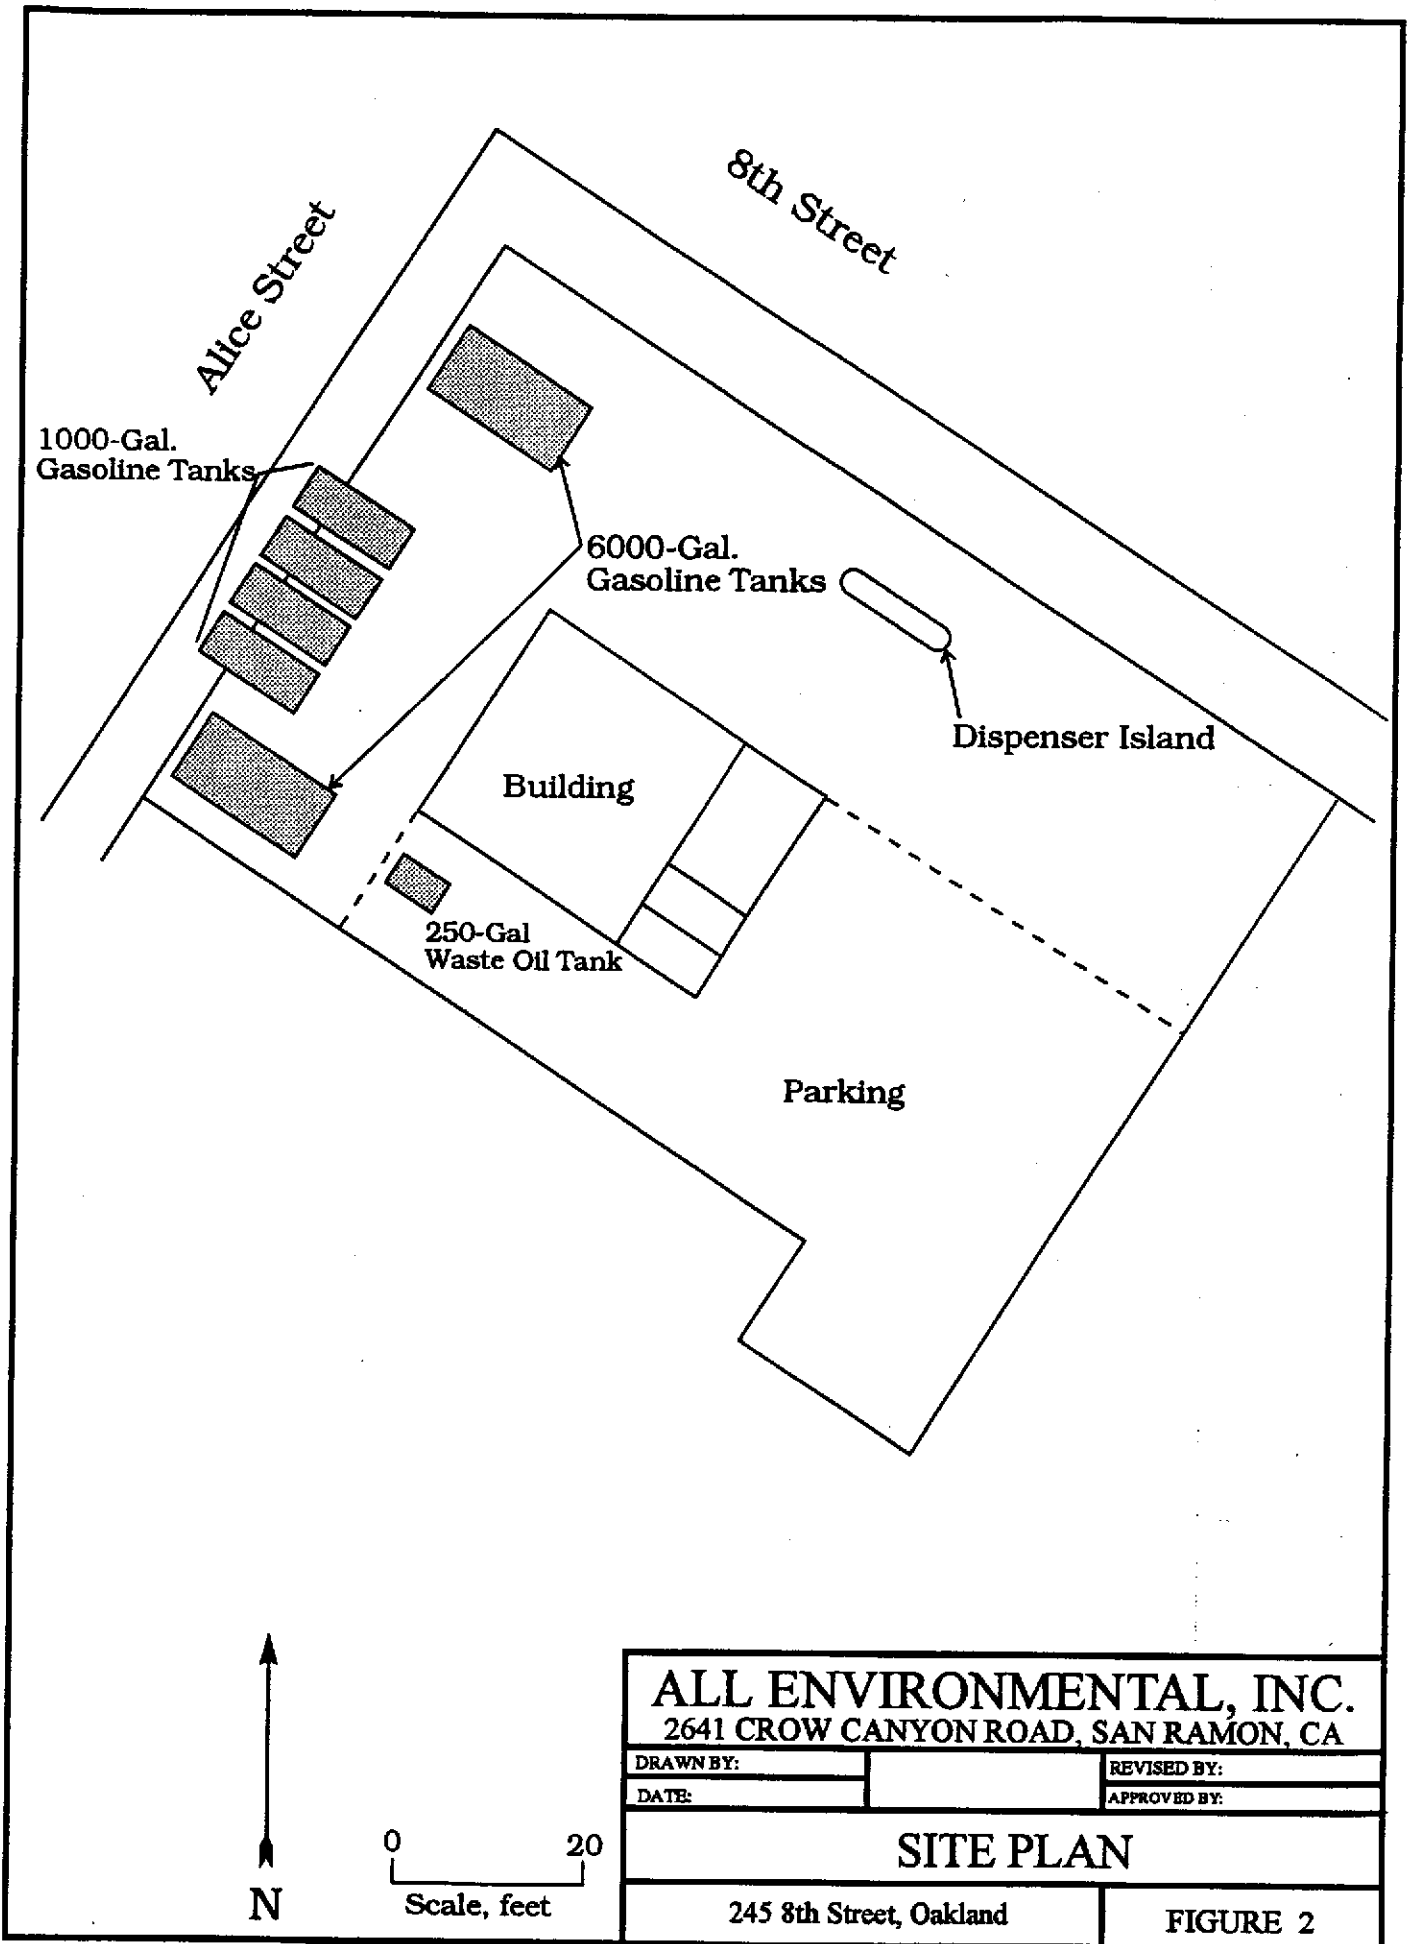 8th Street
Alice Street
1000-Gal.
Gasoline Tanks
6000-Gal.
Gasoline Tanks
Dispenser Island
Building
250-Gal
Waste Oil Tank
Parking
N
0 20
Scale, feet
ALL ENVIRONMENTAL, INC.
2641 CROW CANYON ROAD, SAN RAMON, CA
DRAWN BY:
DATE:
REVISED BY:
APPROVED BY:
SITE PLAN
245 8th Street, Oakland
FIGURE 2